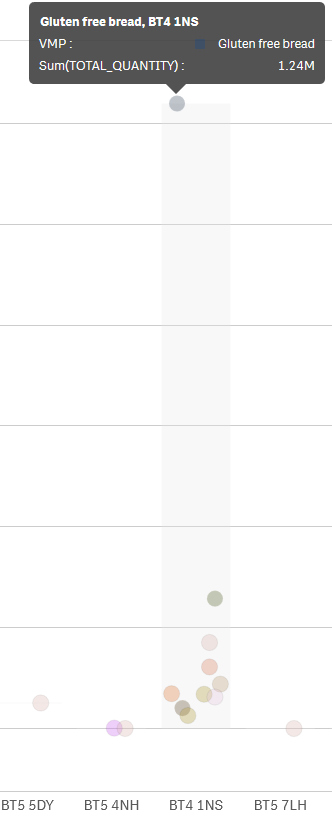 Gluten free bread, BT4 1NS
VMP : Gluten free bread
Sum(TOTAL_QUANTITY) : 1.24M
BT5 5DY BT5 4NH BT4 1NS BT5 7LH